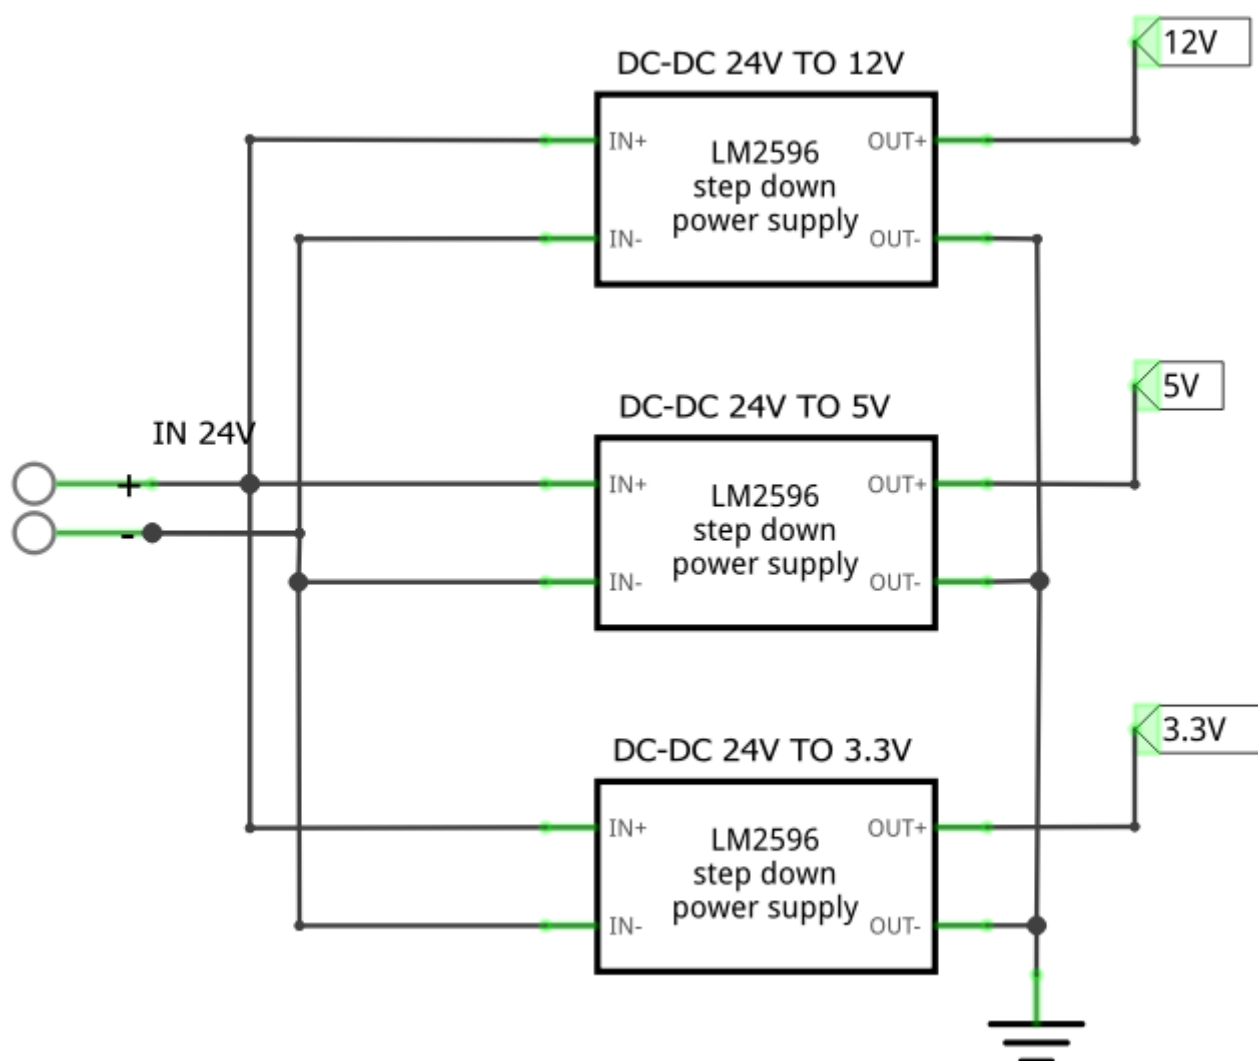 12V
DC-DC 24V TO 12V
IN+
LM2596
step down
power supply
OUT+
IN-
OUT-
5V
DC-DC 24V TO 5V
IN 24V
+
-
IN+
LM2596
step down
power supply
OUT+
IN-
OUT-
3.3V
DC-DC 24V TO 3.3V
IN+
LM2596
step down
power supply
OUT+
IN-
OUT-